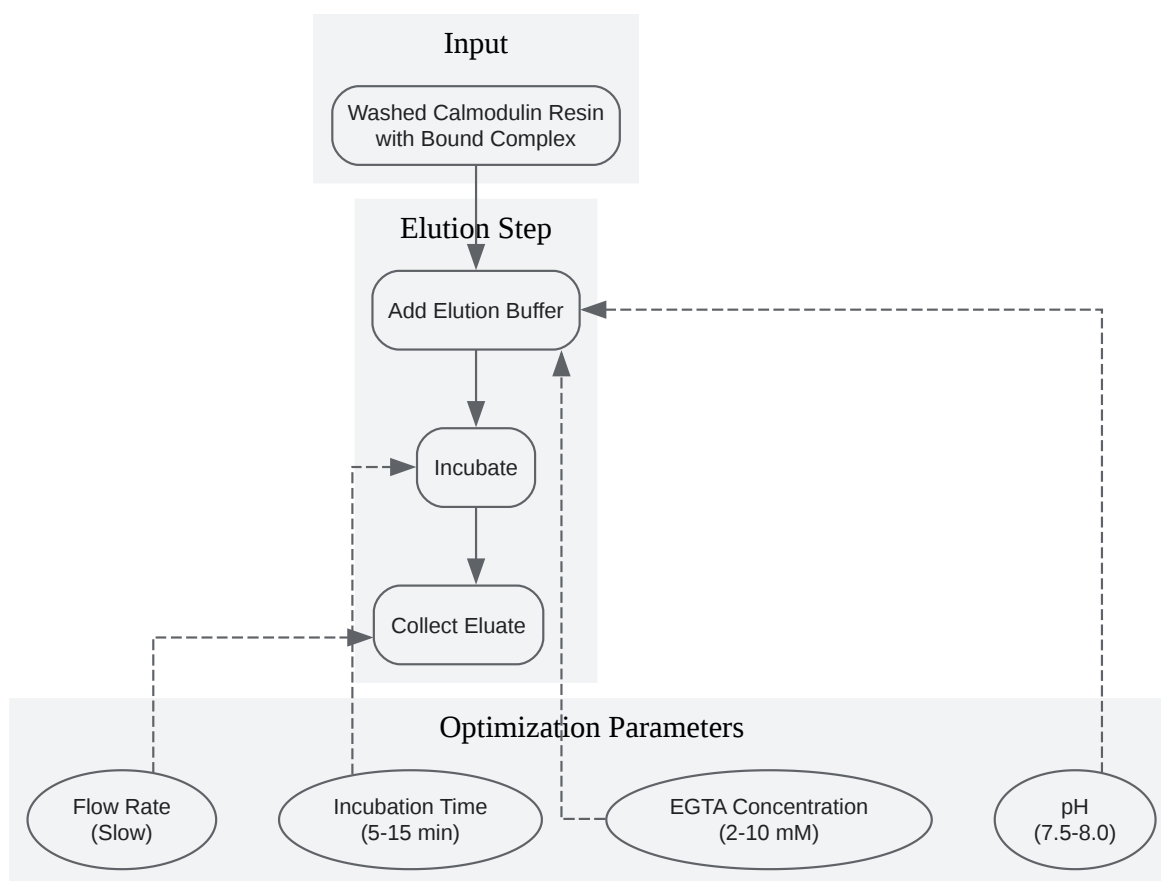 Input
Washed Calmodulin Resin
with Bound Complex
Elution Step
Add Elution Buffer
Incubate
Collect Eluate
Optimization Parameters
Flow Rate
(Slow)
Incubation Time
(5-15 min)
EGTA Concentration
(2-10 mM)
pH
(7.5-8.0)